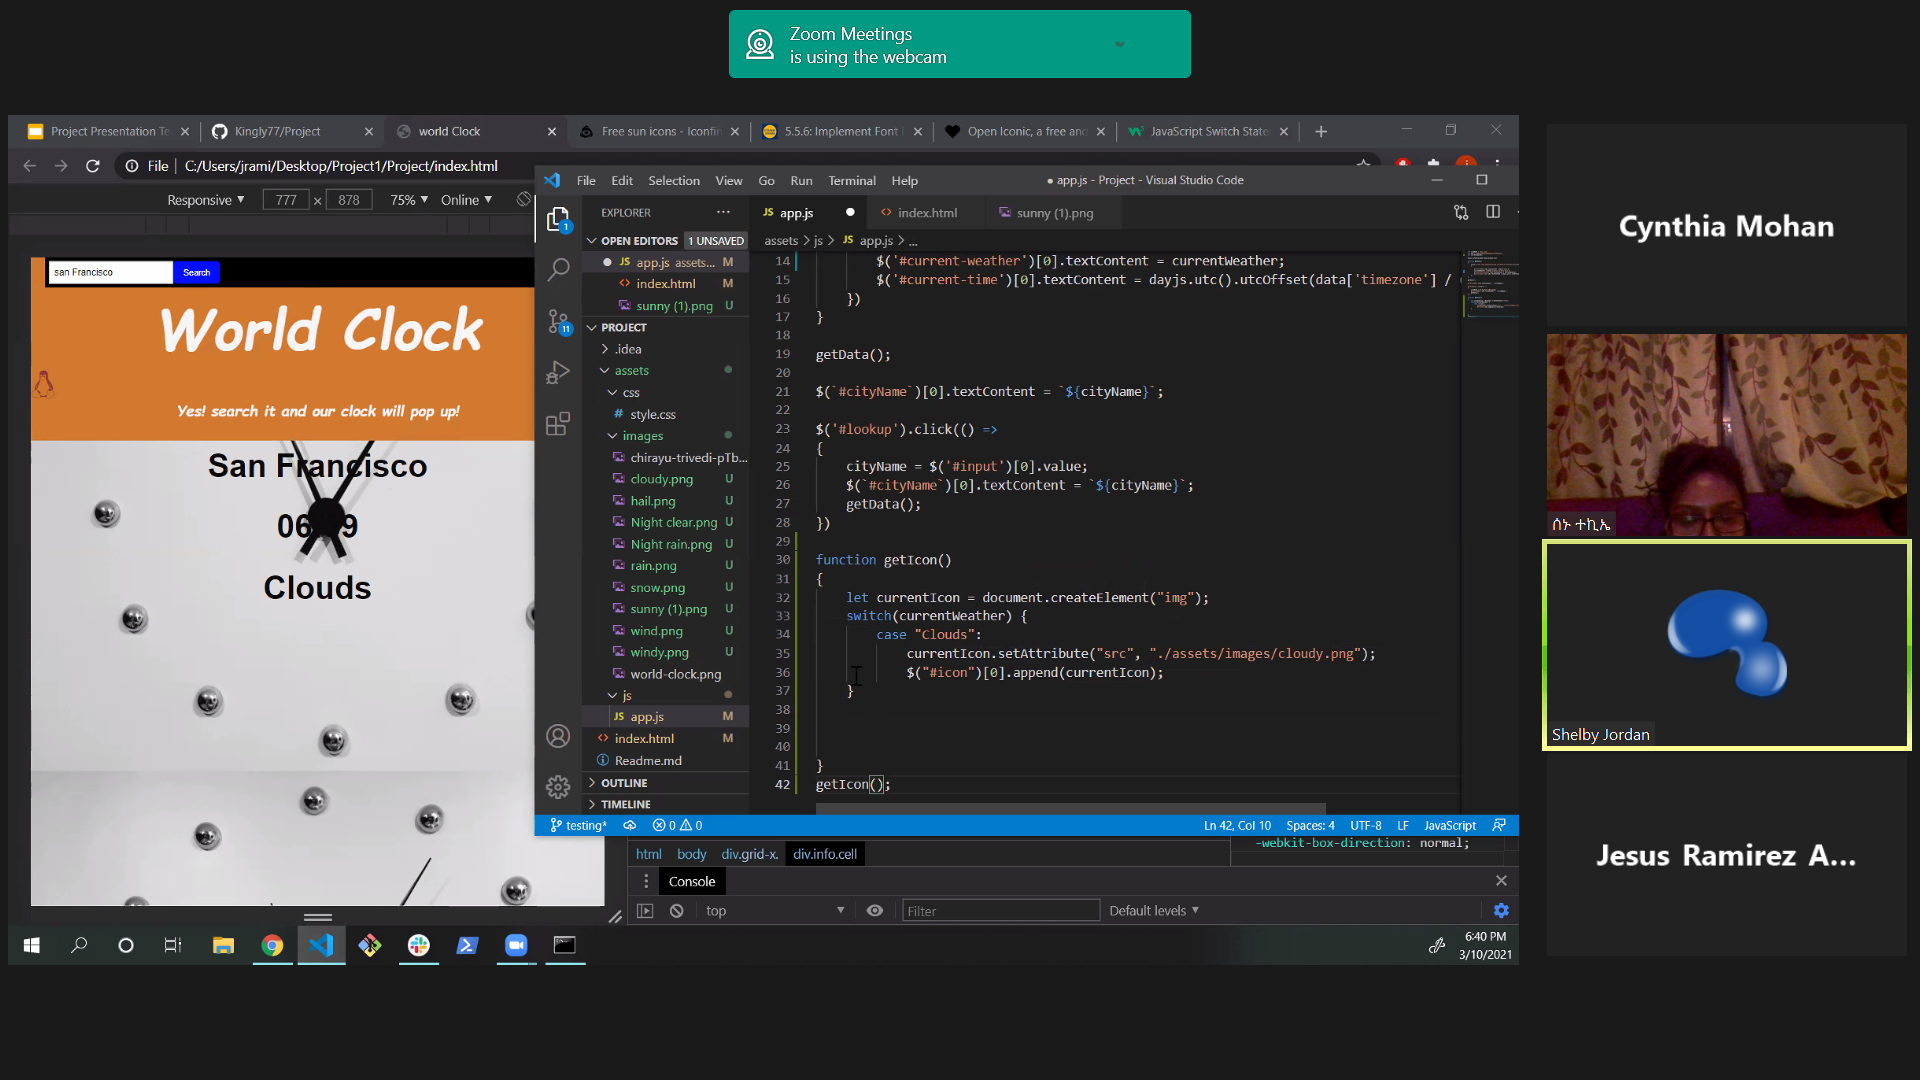 Zoom Meetings
is using the webcam
Project Presentation Te
Kingly77/Project
world Clock
Free sun icons - Iconfin
5.5.6: Implement Font
Open Iconic, a free and
JavaScript Switch State
File | C:/Users/jrami/Desktop/Project1/Project/index.html
Responsive ▼ 777 × 878 75% ▼ Online ▼
san Francisco
Search
World Clock
Yes! search it and our clock will pop up!
San Francisco
Clouds
File Edit Selection View Go Run Terminal Help
● app.js - Project - Visual Studio Code
EXPLORER ...
OPEN EDITORS 1 UNSAVED
JS app.js assets... M
<> index.html M
sunny (1).png U
PROJECT
.idea
assets
css
# style.css
images
chirayu-trivedi-pTb...
cloudy.png U
hail.png U
Night clear.png U
Night rain.png U
rain.png U
snow.png U
sunny (1).png U
wind.png U
windy.png U
world-clock.png
js
JS app.js M
<> index.html M
Readme.md
OUTLINE
TIMELINE
1
11
JS app.js
<> index.html
sunny (1).png
assets > js > JS app.js > ...
14 $('#current-weather')[0].textContent = currentWeather;
15 $('#current-time')[0].textContent = dayjs.utc().utcOffset(data['timezone'] /
16 })
17 }
18
19 getData();
20
21 $(`#cityName`)[0].textContent = `${cityName}`;
22
23 $('#lookup').click(() =>
24 {
25 cityName = $('#input')[0].value;
26 $(`#cityName`)[0].textContent = `${cityName}`;
27 getData();
28 })
29
30 function getIcon()
31 {
32 let currentIcon = document.createElement("img");
33 switch(currentWeather) {
34 case "Clouds":
35 currentIcon.setAttribute("src", "./assets/images/cloudy.png");
36 $("#icon")[0].append(currentIcon);
37 }
38
39
40
41 }
42 getIcon();
testing* 0 0
Ln 42, Col 10 Spaces: 4 UTF-8 LF JavaScript
html body div.grid-x. div.info.cell
-webkit-box-direction: normal;
Console
top ▼ Filter Default levels ▼
6:40 PM
3/10/2021
Cynthia Mohan
ሰኑ ተኪኤ
Shelby Jordan
Jesus Ramirez A...